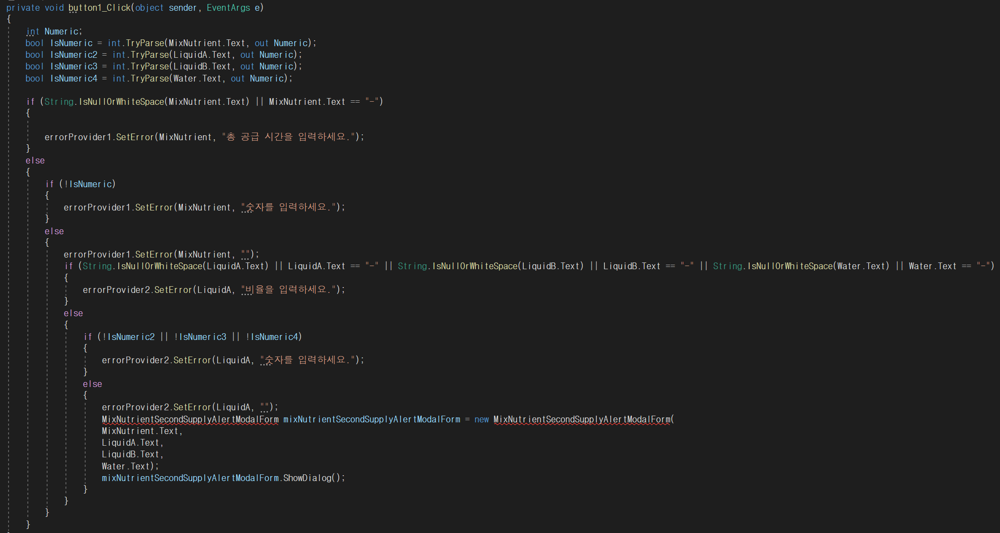 private void button1_Click(object sender, EventArgs e)
{
int Numeric;
bool IsNumeric = int.TryParse(MixNutrient.Text, out Numeric);
bool IsNumeric2 = int.TryParse(LiquidA.Text, out Numeric);
bool IsNumeric3 = int.TryParse(LiquidB.Text, out Numeric);
bool IsNumeric4 = int.TryParse(Water.Text, out Numeric);
if (String.IsNullOrWhiteSpace(MixNutrient.Text) || MixNutrient.Text == "-")
{
errorProvider1.SetError(MixNutrient, "총 공급 시간을 입력하세요.");
}
else
{
if (!IsNumeric)
{
errorProvider1.SetError(MixNutrient, "숫자를 입력하세요.");
}
else
{
errorProvider1.SetError(MixNutrient, "");
if (String.IsNullOrWhiteSpace(LiquidA.Text) || LiquidA.Text == "-" || String.IsNullOrWhiteSpace(LiquidB.Text) || LiquidB.Text == "-" || String.IsNullOrWhiteSpace(Water.Text) || Water.Text == "-")
{
errorProvider2.SetError(LiquidA, "비율을 입력하세요.");
}
else
{
if (!IsNumeric2 || !IsNumeric3 || !IsNumeric4)
{
errorProvider2.SetError(LiquidA, "숫자를 입력하세요.");
}
else
{
errorProvider2.SetError(LiquidA, "");
MixNutrientSecondSupplyAlertModalForm mixNutrientSecondSupplyAlertModalForm = new MixNutrientSecondSupplyAlertModalForm(
MixNutrient.Text,
LiquidA.Text,
LiquidB.Text,
Water.Text);
mixNutrientSecondSupplyAlertModalForm.ShowDialog();
}
}
}
}